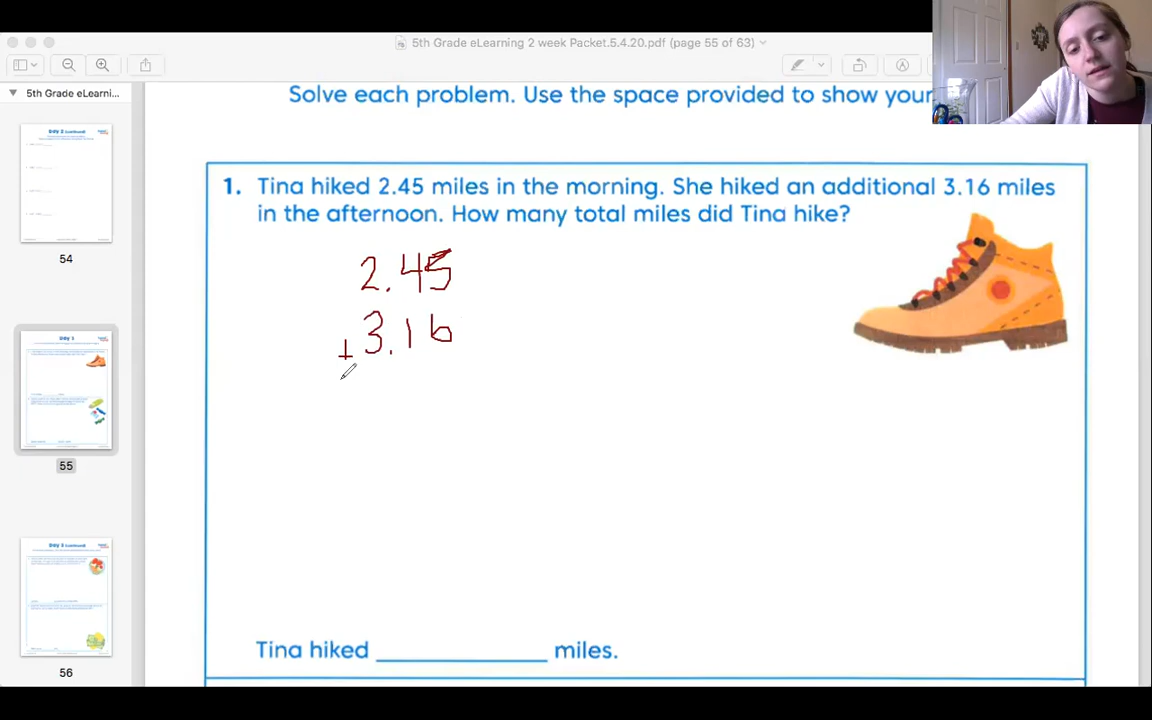 5th Grade eLearning 2 week Packet.5.4.20.pdf (page 55 of 63)
5th Grade eLearni...
54
55
56
Solve each problem. Use the space provided to show your
1. Tina hiked 2.45 miles in the morning. She hiked an additional 3.16 miles
in the afternoon. How many total miles did Tina hike?
2.45
+ 3.16
Tina hiked ____________ miles.